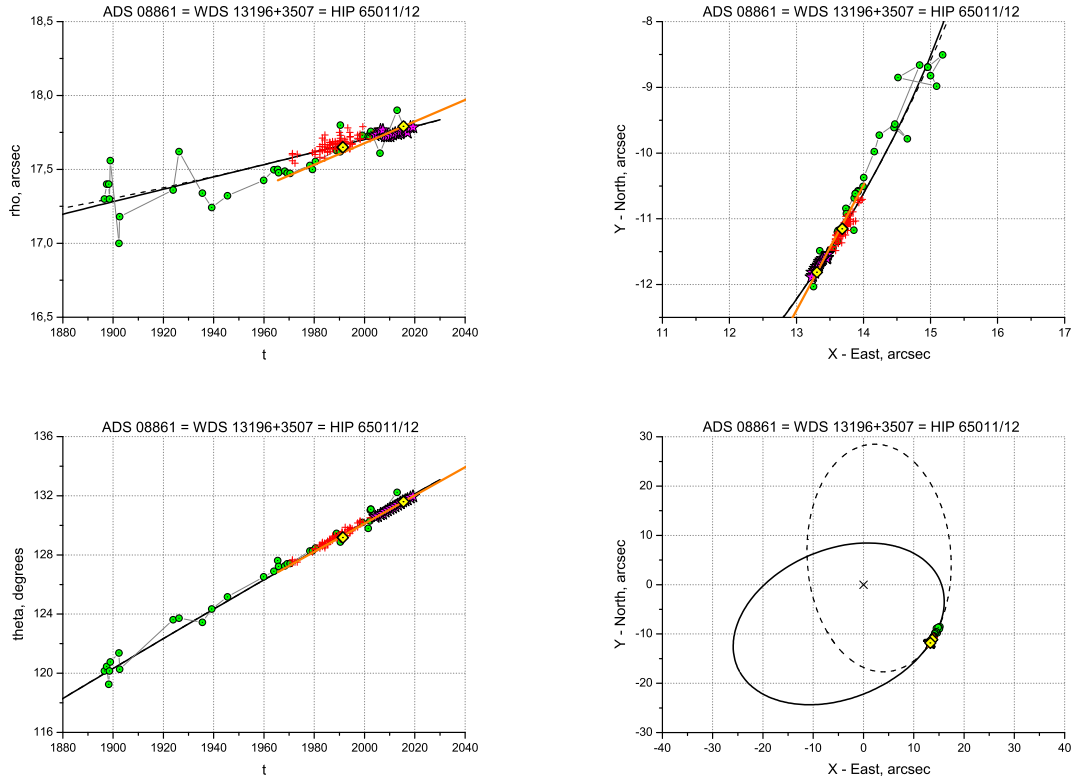 ADS 08861 = WDS 13196+3507 = HIP 65011/12
18,5
18,0
17,5
17,0
16,5
rho, arcsec
1880 1900 1920 1940 1960 1980 2000 2020 2040
t
ADS 08861 = WDS 13196+3507 = HIP 65011/12
-8
-9
-10
-11
-12
Y - North, arcsec
11 12 13 14 15 16 17
X - East, arcsec
ADS 08861 = WDS 13196+3507 = HIP 65011/12
136
132
128
124
120
116
theta, degrees
1880 1900 1920 1940 1960 1980 2000 2020 2040
t
ADS 08861 = WDS 13196+3507 = HIP 65011/12
30
20
10
0
-10
-20
-30
Y - North, arcsec
-40 -30 -20 -10 0 10 20 30 40
X - East, arcsec